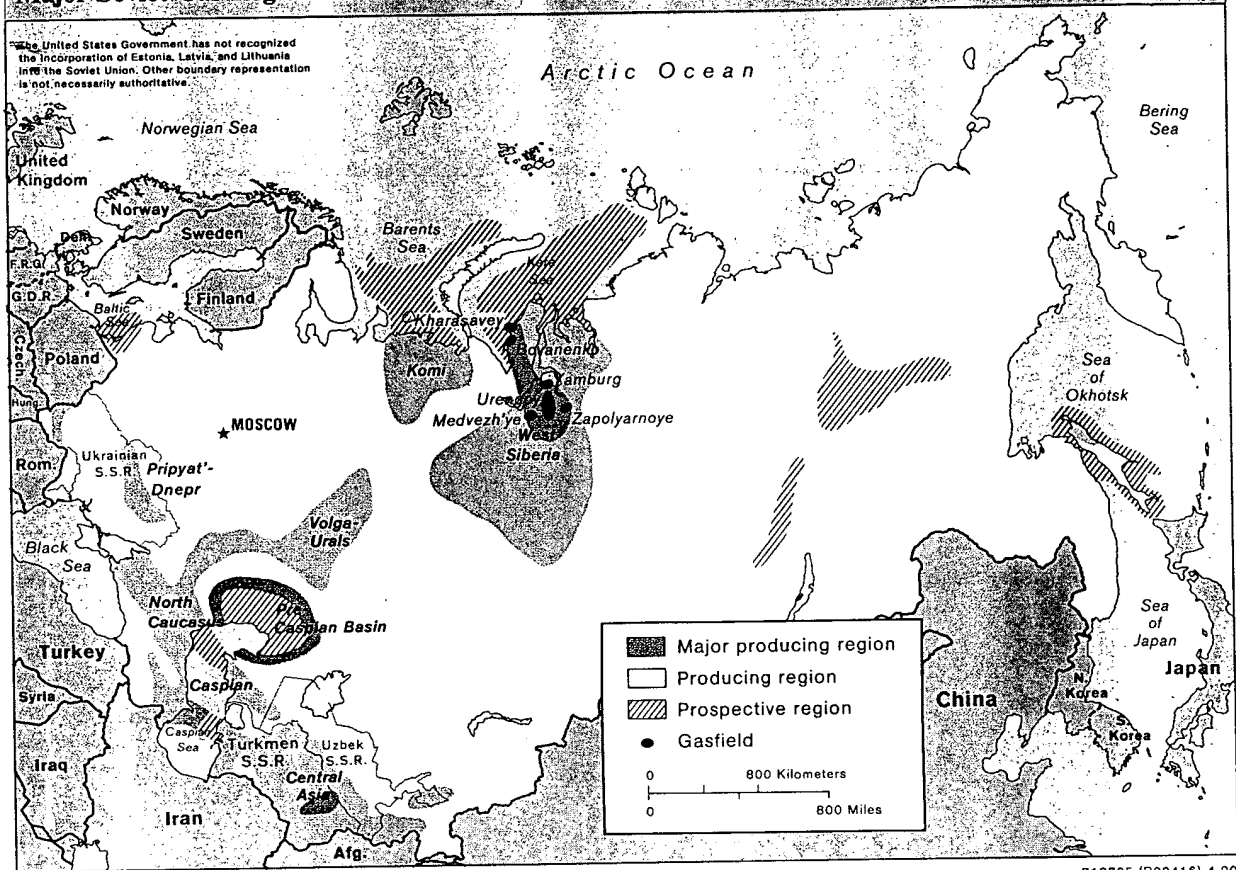 The United States Government has not recognized
the incorporation of Estonia, Latvia, and Lithuania
into the Soviet Union. Other boundary representation
is not necessarily authoritative.
Arctic Ocean
Norwegian Sea
Bering
Sea
United
Kingdom
Norway
Sweden
Den.
Barents
Sea
Kara
Sea
F.R.G.
G.D.R.
Finland
Baltic
Sea
Kharasavey
Bovanenko
Czech.
Poland
Komi
Yamburg
Sea
of
Okhotsk
Hung.
Urengoy
Medvezh'ye
Zapolyarnoye
MOSCOW
West
Siberia
Rom.
Ukrainian
S.S.R.
Pripyat'-
Dnepr
Volga-
Urals
Black
Sea
North
Caucasus
Pre-
Caspian Basin
Sea
of
Japan
Turkey
Japan
Major producing region
Producing region
Prospective region
Gasfield
0 800 Kilometers
0 800 Miles
Caspian
Syria
China
N.
Korea
S.
Korea
Caspian
Sea
Turkmen
S.S.R.
Uzbek
S.S.R.
Iraq
Central
Asia
Iran
Afg.